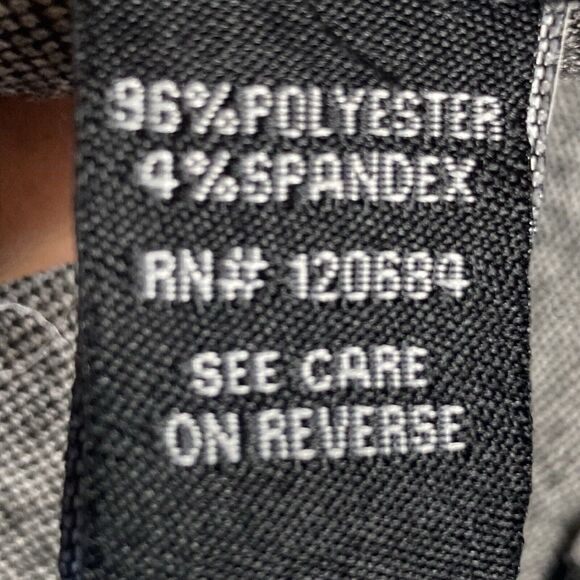 96%POLYESTER
4%SPANDEX
RN# 120684
SEE CARE
ON REVERSE